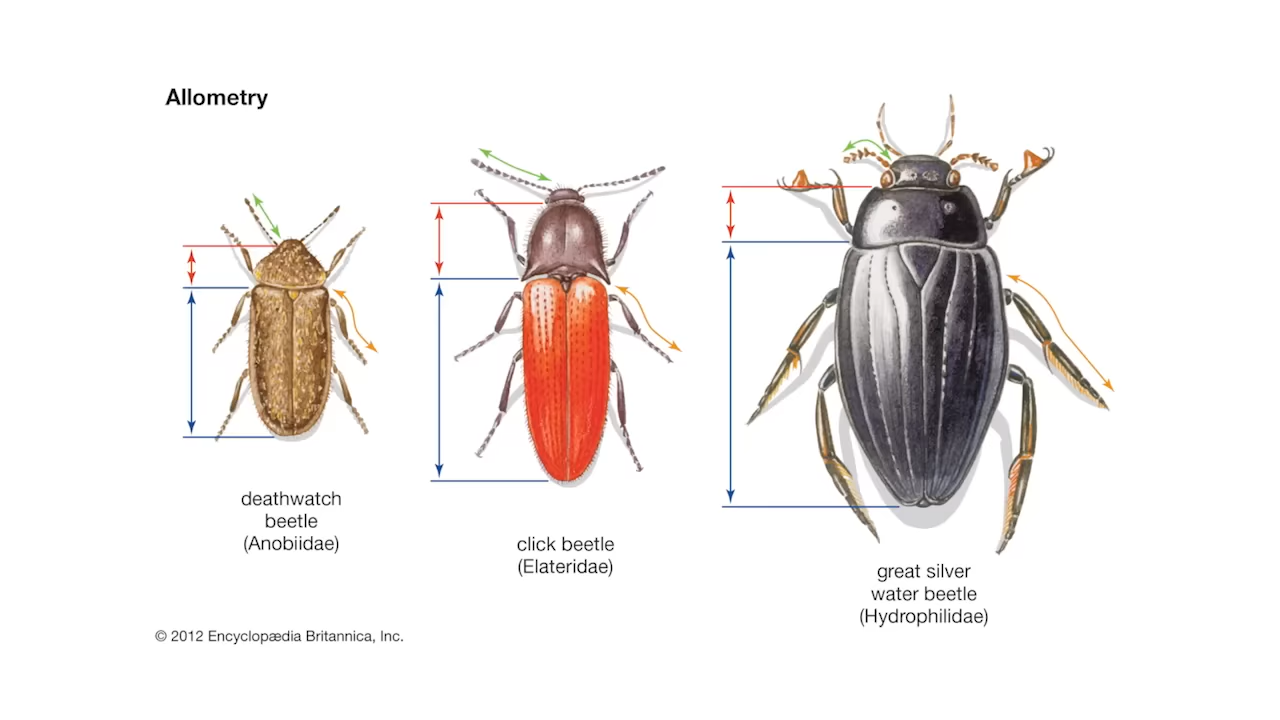 Allometry
deathwatch
beetle
(Anobiidae)
click beetle
(Elateridae)
great silver
water beetle
(Hydrophilidae)
© 2012 Encyclopædia Britannica, Inc.